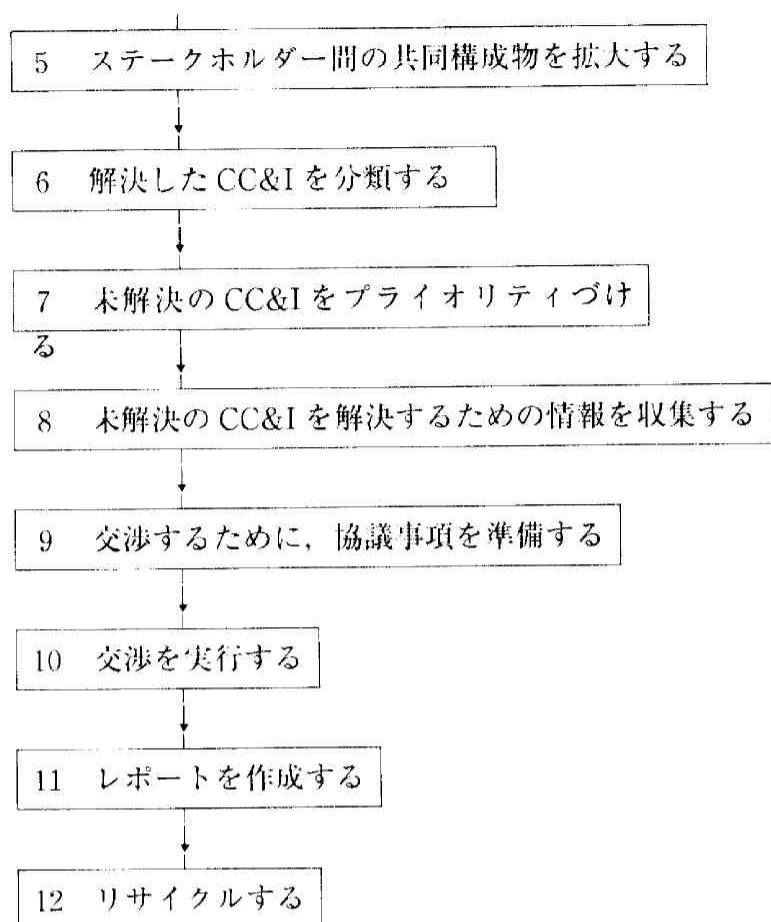 5 ステークホルダー間の共同構成物を拡大する
6 解決したCC&Iを分類する
7 未解決のCC&Iをプライオリティづけ
る
8 未解決のCC&Iを解決するための情報を収集する
9 交渉するために，協議事項を準備する
10 交渉を実行する
11 レポートを作成する
12 リサイクルする